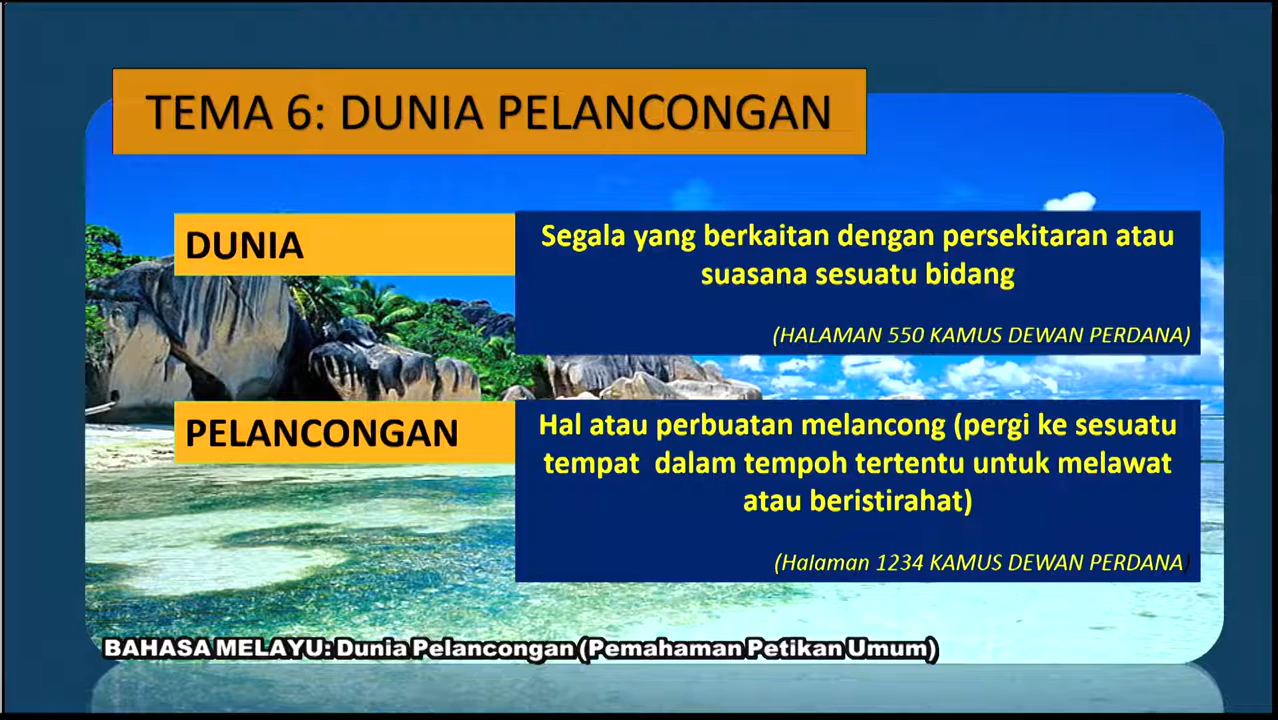 TEMA 6: DUNIA PELANCONGAN
DUNIA
Segala yang berkaitan dengan persekitaran atau
suasana sesuatu bidang
(HALAMAN 550 KAMUS DEWAN PERDANA)
PELANCONGAN
Hal atau perbuatan melancong (pergi ke sesuatu
tempat dalam tempoh tertentu untuk melawat
atau beristirahat)
(Halaman 1234 KAMUS DEWAN PERDANA)
BAHASA MELAYU: Dunia Pelancongan (Pemahaman Petikan Umum)